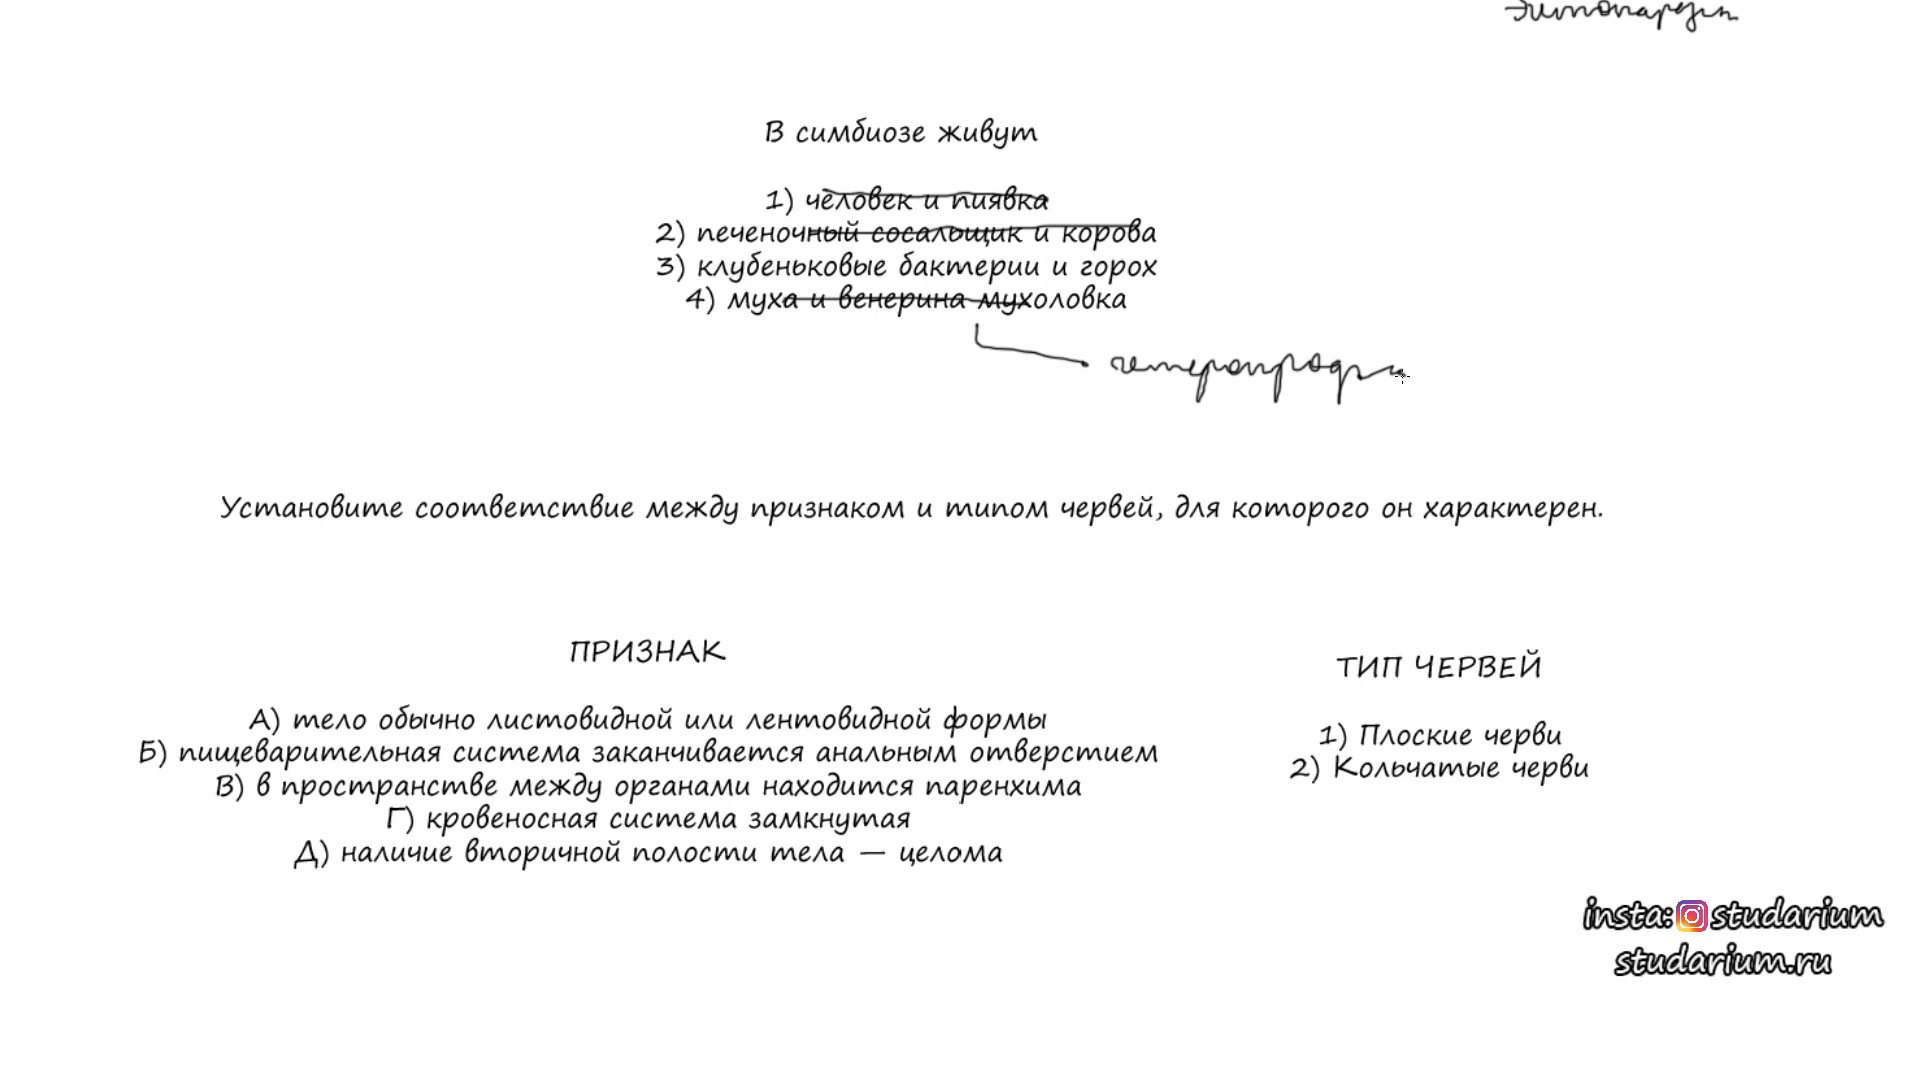 В симбиозе живут
1) человек и пиявка
2) печеночный сосальщик и корова
3) клубеньковые бактерии и горох
4) муха и венерина мухоловка
Установите соответствие между признаком и типом червей, для которого он характерен.
ПРИЗНАК
А) тело обычно листовидной или лентовидной формы
Б) пищеварительная система заканчивается анальным отверстием
В) в пространстве между органами находится паренхима
Г) кровеносная система замкнутая
Д) наличие вторичной полости тела — целома
ТИП ЧЕРВЕЙ
1) Плоские черви
2) Кольчатые черви
insta: studarium
studarium.ru